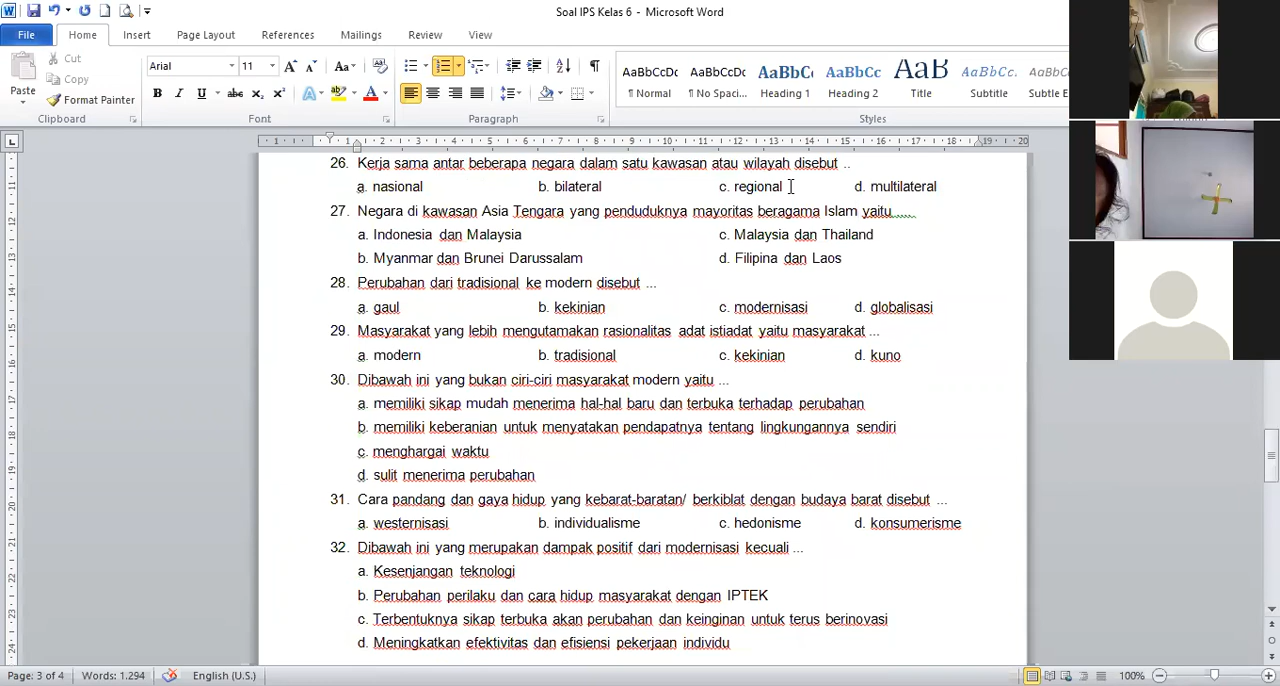 Soal IPS Kelas 6 - Microsoft Word
File Home Insert Page Layout References Mailings Review View
Paste
Cut
Copy
Format Painter
Clipboard
Arial 11
Font
Paragraph
AaBbCcDc AaBbCcDc AaBbC AaBbCc AaB AaBbCc. AaBbCc
¶ Normal ¶ No Spaci... Heading 1 Heading 2 Title Subtitle Subtle E
Styles
26. Kerja sama antar beberapa negara dalam satu kawasan atau wilayah disebut ..
a. nasional b. bilateral c. regional d. multilateral
27. Negara di kawasan Asia Tengara yang penduduknya mayoritas beragama Islam yaitu......
a. Indonesia dan Malaysia c. Malaysia dan Thailand
b. Myanmar dan Brunei Darussalam d. Filipina dan Laos
28. Perubahan dari tradisional ke modern disebut ...
a. gaul b. kekinian c. modernisasi d. globalisasi
29. Masyarakat yang lebih mengutamakan rasionalitas adat istiadat yaitu masyarakat ...
a. modern b. tradisional c. kekinian d. kuno
30. Dibawah ini yang bukan ciri-ciri masyarakat modern yaitu ...
a. memiliki sikap mudah menerima hal-hal baru dan terbuka terhadap perubahan
b. memiliki keberanian untuk menyatakan pendapatnya tentang lingkungannya sendiri
c. menghargai waktu
d. sulit menerima perubahan
31. Cara pandang dan gaya hidup yang kebarat-baratan/ berkiblat dengan budaya barat disebut ...
a. westernisasi b. individualisme c. hedonisme d. konsumerisme
32. Dibawah ini yang merupakan dampak positif dari modernisasi kecuali ...
a. Kesenjangan teknologi
b. Perubahan perilaku dan cara hidup masyarakat dengan IPTEK
c. Terbentuknya sikap terbuka akan perubahan dan keinginan untuk terus berinovasi
d. Meningkatkan efektivitas dan efisiensi pekerjaan individu
Page: 3 of 4 Words: 1.294 English (U.S.) 100%